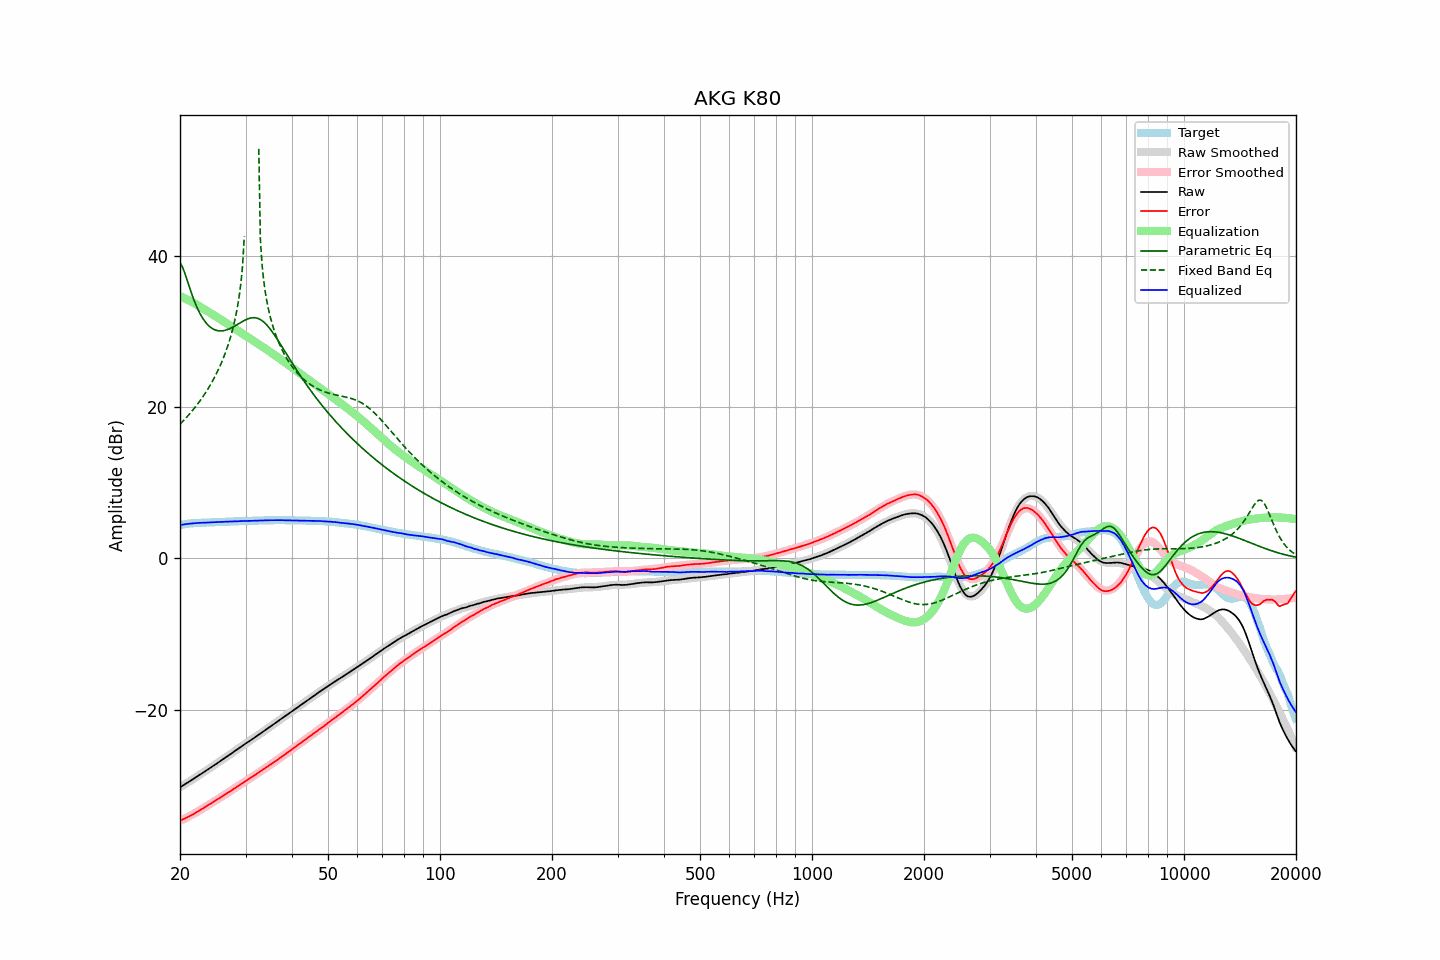 AKG K80
Target
Raw Smoothed
Error Smoothed
Raw
Error
Equalization
Parametric Eq
Fixed Band Eq
Equalized
40
20
0
−20
Amplitude (dBr)
20
50
100
200
500
1000
2000
5000
10000
20000
Frequency (Hz)